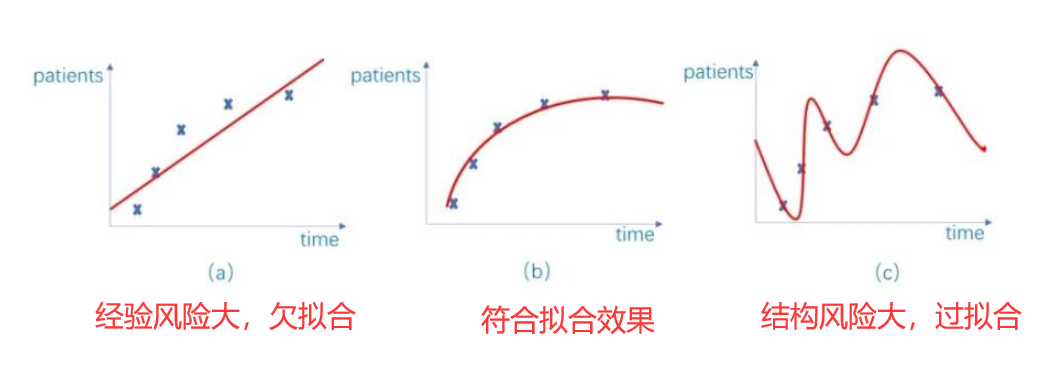 patients
time
(a)
经验风险大，欠拟合
patients
time
(b)
符合拟合效果
patients
time
(c)
结构风险大，过拟合